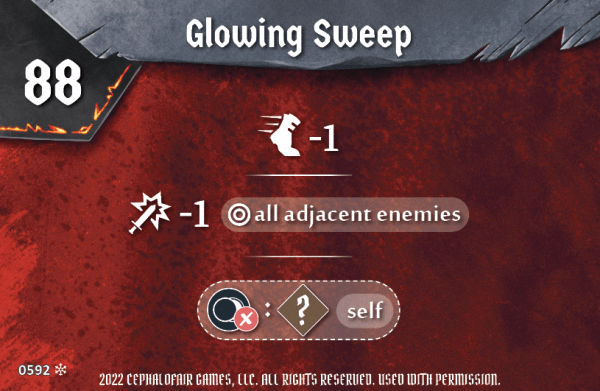 Glowing Sweep
88
-1
-1 all adjacent enemies
: ? self
0592
2022 CEPHALOFAIR GAMES, LLC. ALL RIGHTS RESERVED. USED WITH PERMISSION.